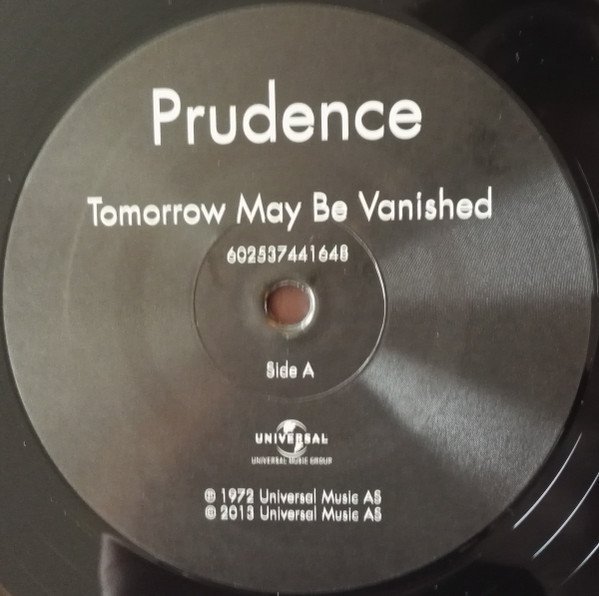 Prudence
Tomorrow May Be Vanished
602537441648
Side A
UNIVERSAL
UNIVERSAL MUSIC GROUP
℗ 1972 Universal Music AS
© 2013 Universal Music AS